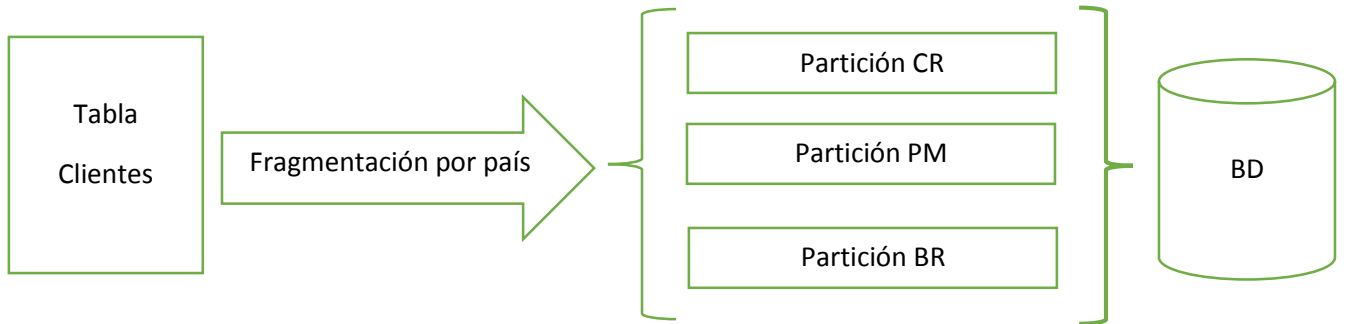 Tabla
Clientes
Fragmentación por país
Partición CR
Partición PM
Partición BR
BD